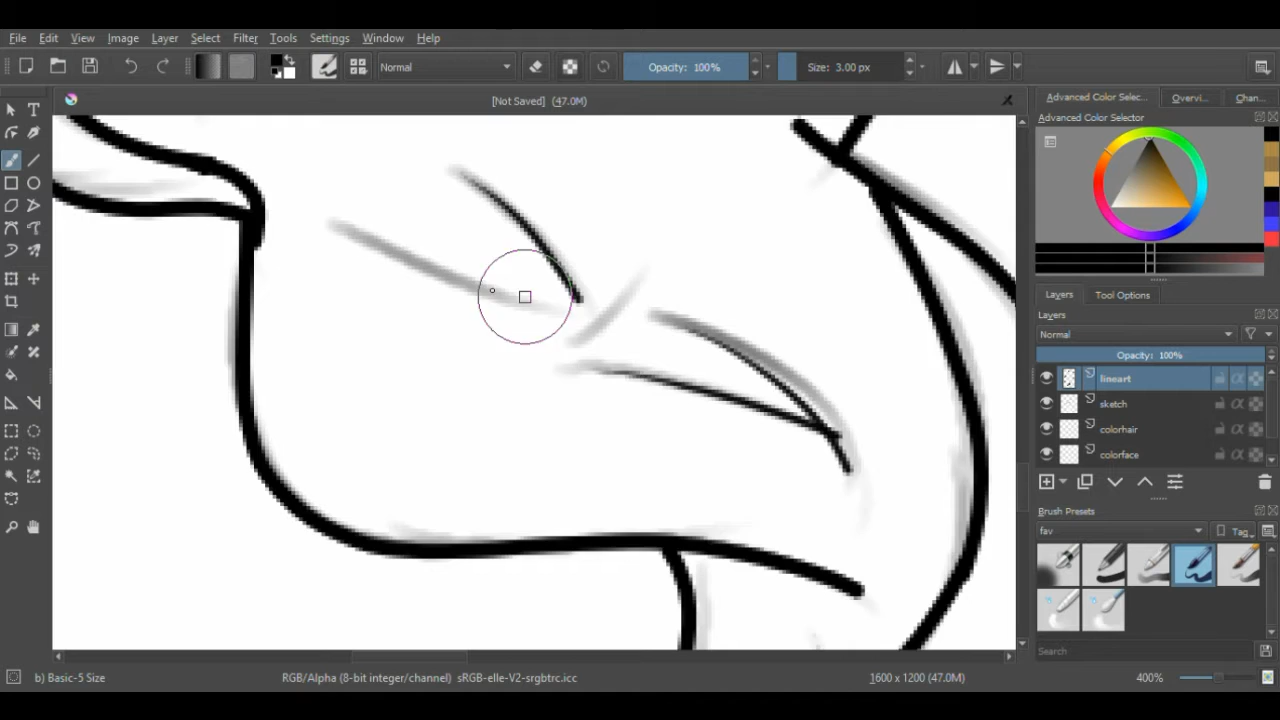 File Edit View Image Layer Select Filter Tools Settings Window Help
Normal
Opacity: 100%
Size: 3.00 px
[Not Saved] (47.0M)
Advanced Color Selec...
Overvi...
Chan...
Advanced Color Selector
Layers
Tool Options
Layers
Normal
Opacity: 100%
lineart
sketch
colorhair
colorface
Brush Presets
fav
Tag
Search
b) Basic-5 Size
RGB/Alpha (8-bit integer/channel) sRGB-elle-V2-srgbtrc.icc
1600 x 1200 (47.0M)
400%